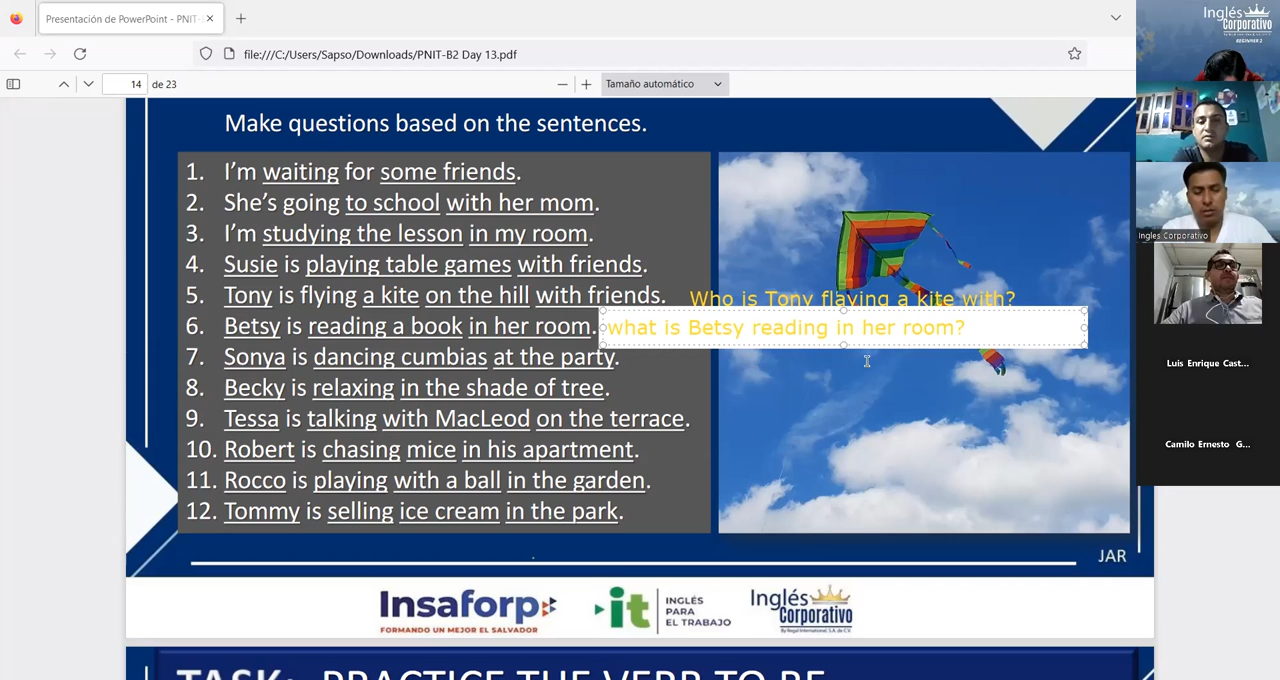 Presentación de PowerPoint - PNIT-
file:///C:/Users/Sapso/Downloads/PNIT-B2 Day 13.pdf
14 de 23
Tamaño automático
Make questions based on the sentences.
1. I'm waiting for some friends.
2. She's going to school with her mom.
3. I'm studying the lesson in my room.
4. Susie is playing table games with friends.
5. Tony is flying a kite on the hill with friends.
Who is Tony flaying a kite with?
6. Betsy is reading a book in her room.
what is Betsy reading in her room?
7. Sonya is dancing cumbias at the party.
8. Becky is relaxing in the shade of tree.
9. Tessa is talking with MacLeod on the terrace.
10. Robert is chasing mice in his apartment.
11. Rocco is playing with a ball in the garden.
12. Tommy is selling ice cream in the park.
JAR
Insaforp
FORMANDO UN MEJOR EL SALVADOR
it
INGLÉS
PARA
EL TRABAJO
Inglés
Corporativo
By Regal International, S.A. de C.V.
TASK: PRACTICE THE VERB TO BE
Inglés
Corporativo
BEGINNER 2
Ingles Corporativo
Luis Enrique Cast...
Camilo Ernesto G...